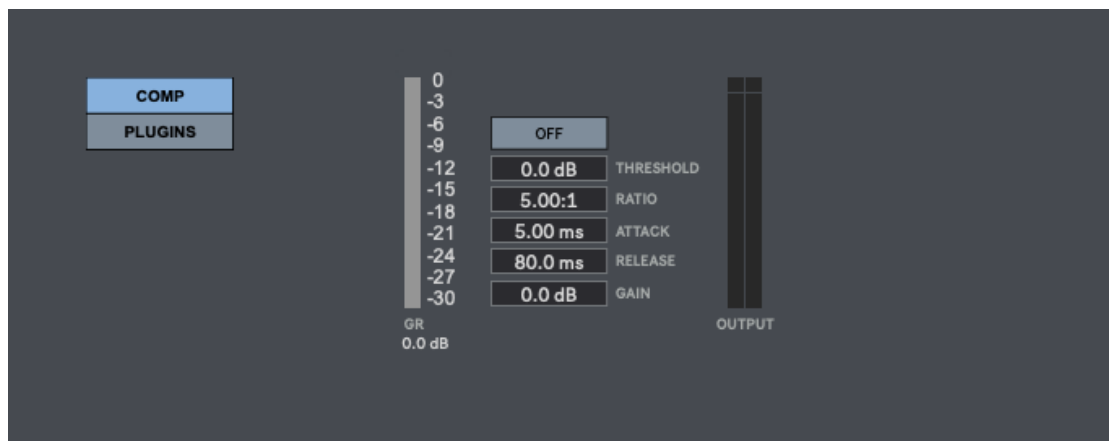 COMP
PLUGINS
0
-3
-6
-9
-12
-15
-18
-21
-24
-27
-30
GR
0.0 dB
OFF
0.0 dB THRESHOLD
5.00:1 RATIO
5.00 ms ATTACK
80.0 ms RELEASE
0.0 dB GAIN
OUTPUT